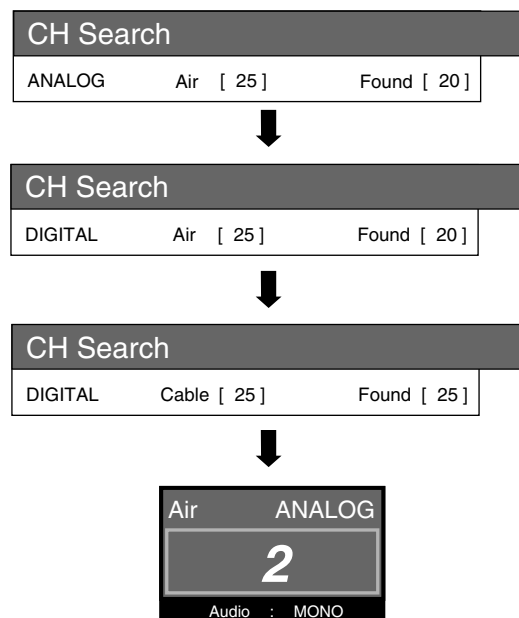 CH Search
ANALOG Air [ 25 ] Found [ 20 ]
CH Search
DIGITAL Air [ 25 ] Found [ 20 ]
CH Search
DIGITAL Cable [ 25 ] Found [ 25 ]
Air ANALOG
2
Audio : MONO